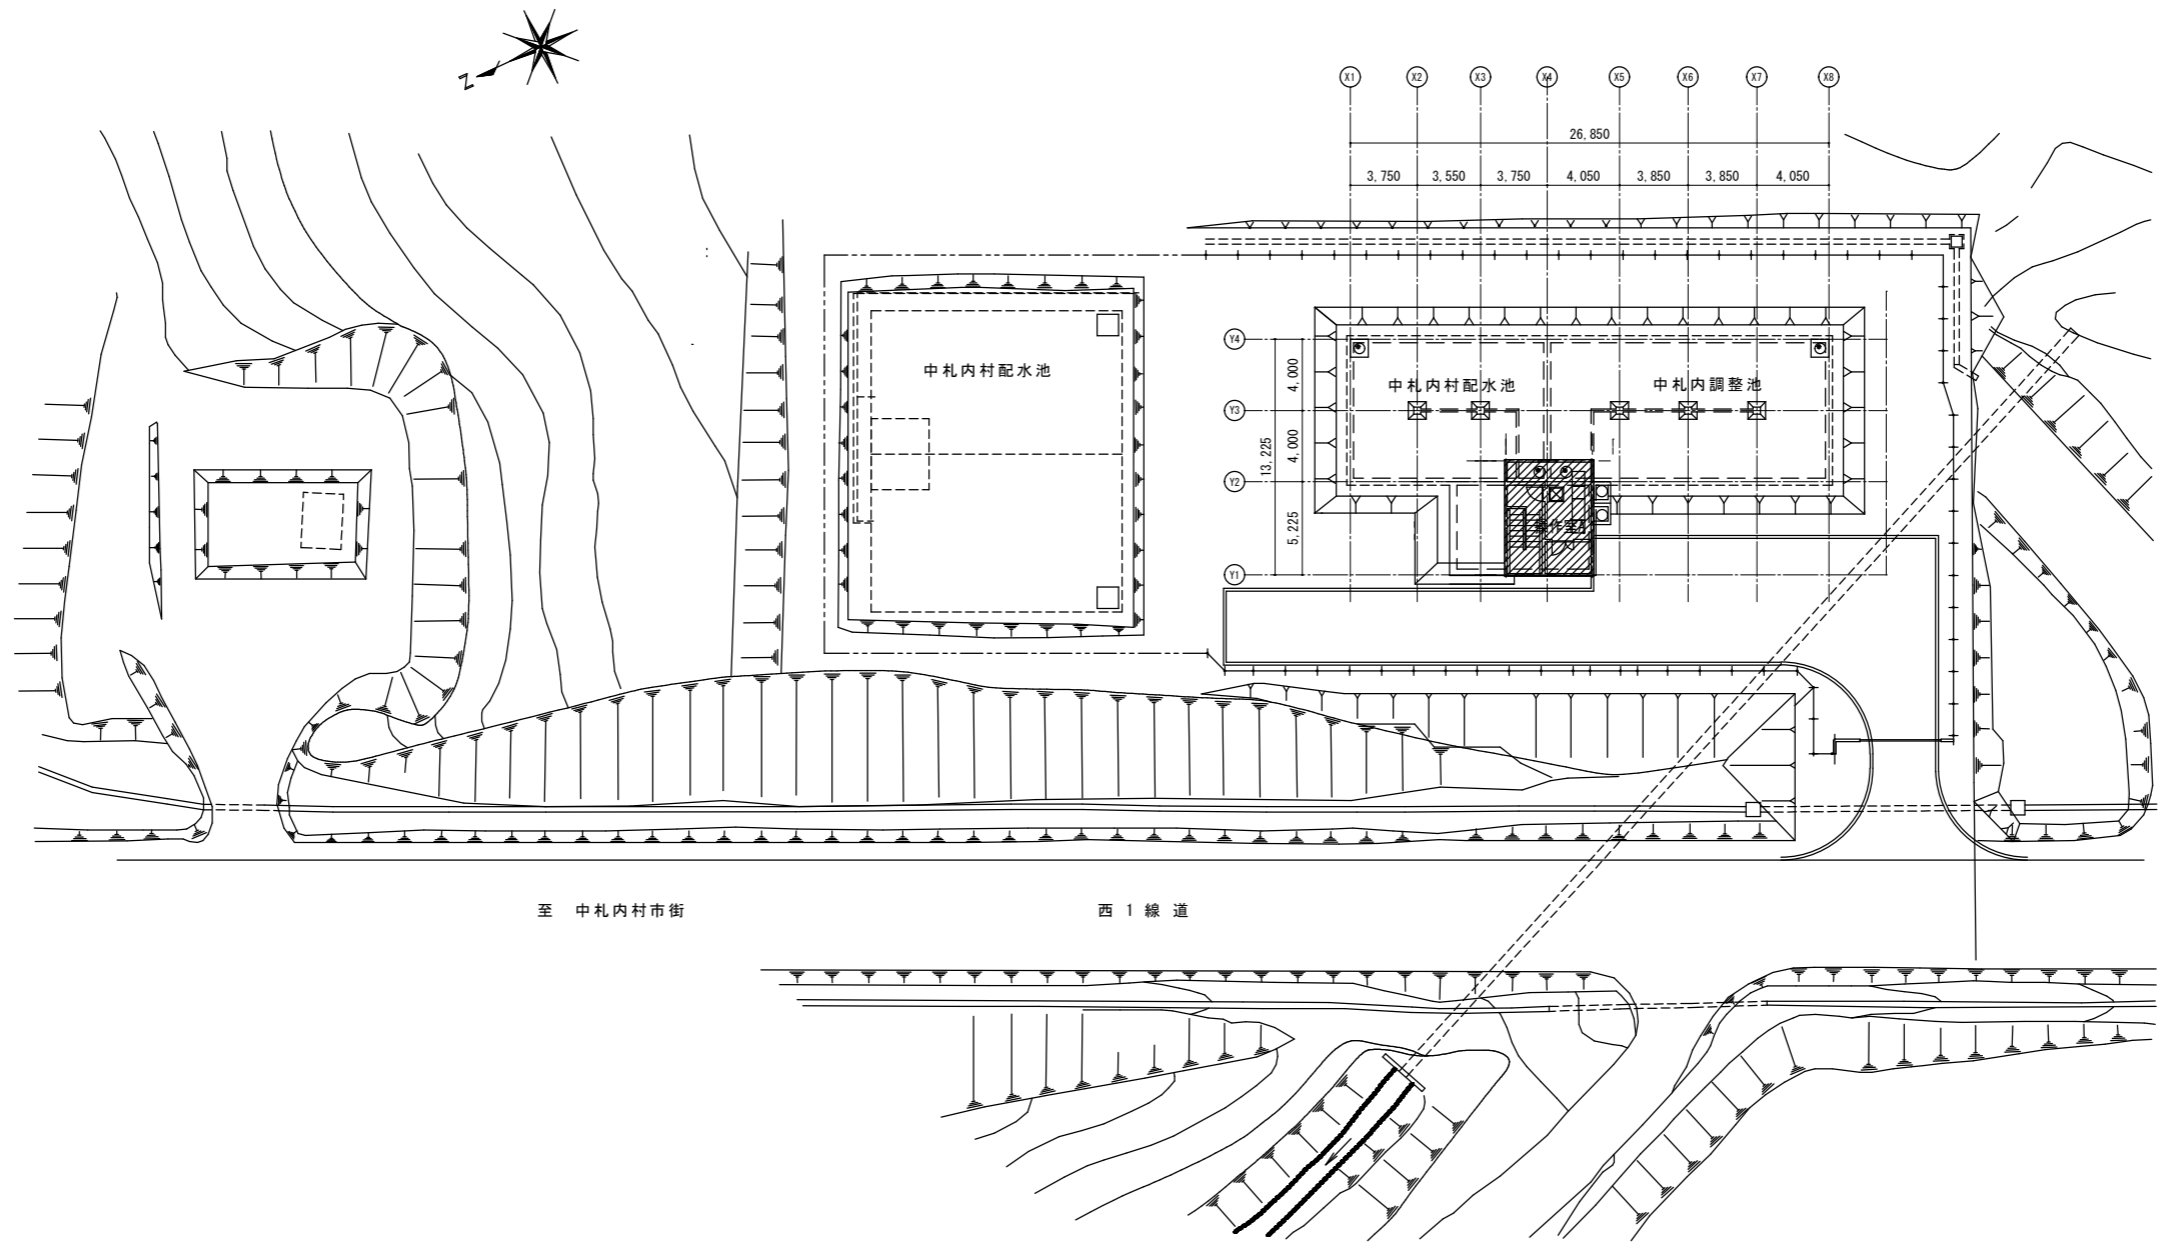 N
X1 X2 X3 X4 X5 X6 X7 X8
26,850
3,750 3,550 3,750 4,050 3,850 3,850 4,050
Y4
Y3
Y2
Y1
4,000
4,000
13,225
5,225
中札内村配水池
中札内村配水池
中札内調整池
至 中札内村市街
西 1 線 道